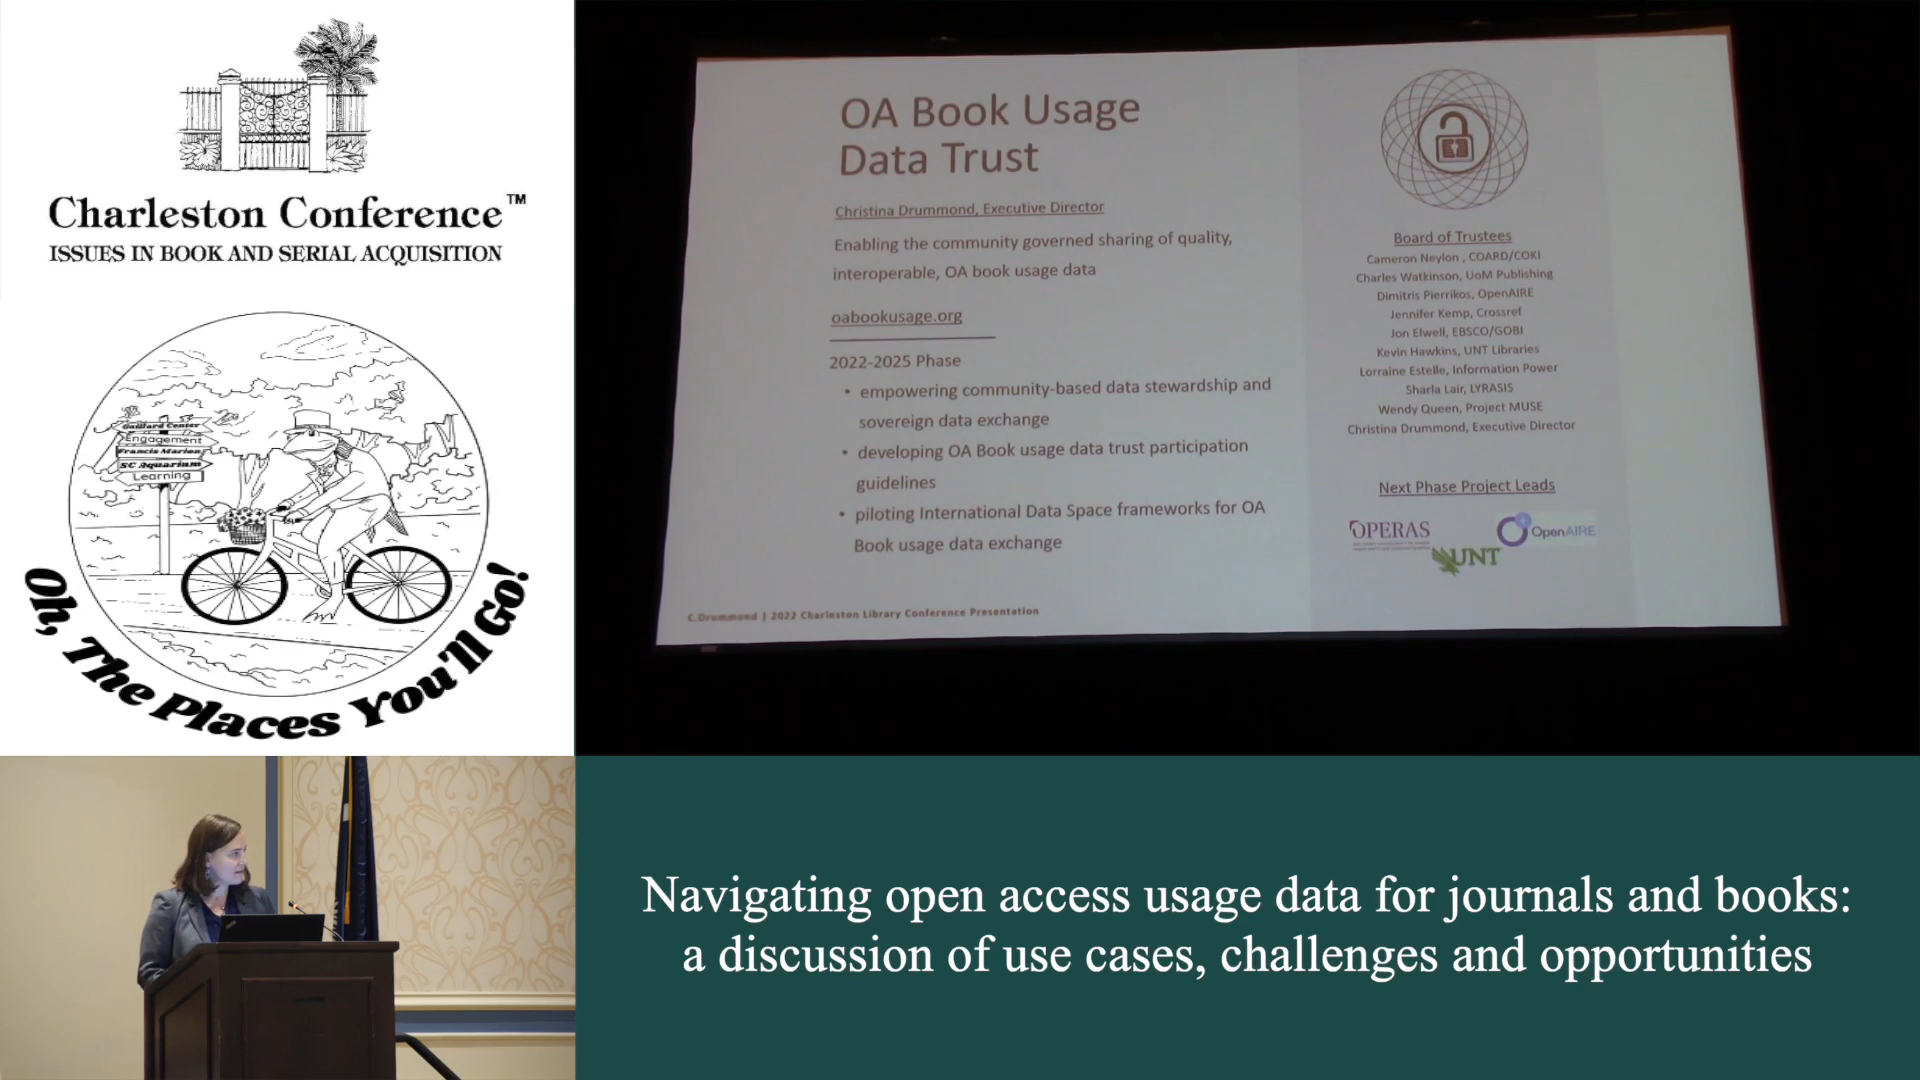 Charleston Conference™
ISSUES IN BOOK AND SERIAL ACQUISITION
Gaillard Center
Engagement
Francis Marion
SC Aquarium
Learning
Oh, The Places You'll Go!
OA Book Usage
Data Trust
Christina Drummond, Executive Director
Enabling the community governed sharing of quality,
interoperable, OA book usage data
oabookusage.org
2022-2025 Phase
• empowering community-based data stewardship and
sovereign data exchange
• developing OA Book usage data trust participation
guidelines
• piloting International Data Space frameworks for OA
Book usage data exchange
C.Drummond | 2022 Charleston Library Conference Presentation
Board of Trustees
Cameron Neylon , COARD/COKI
Charles Watkinson, UoM Publishing
Dimitris Pierrikos, OpenAIRE
Jennifer Kemp, Crossref
Jon Elwell, EBSCO/GOBI
Kevin Hawkins, UNT Libraries
Lorraine Estelle, Information Power
Sharla Lair, LYRASIS
Wendy Queen, Project MUSE
Christina Drummond, Executive Director
Next Phase Project Leads
OPERAS
OpenAIRE
UNT
Navigating open access usage data for journals and books:
a discussion of use cases, challenges and opportunities